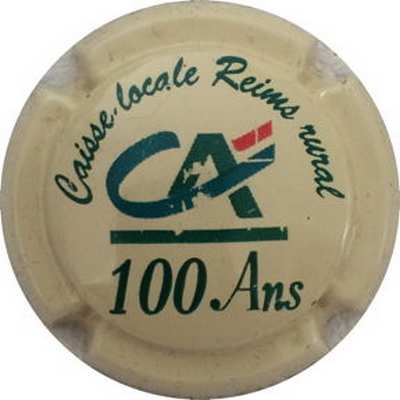 Caisse locale Reims rural
CA
100 Ans